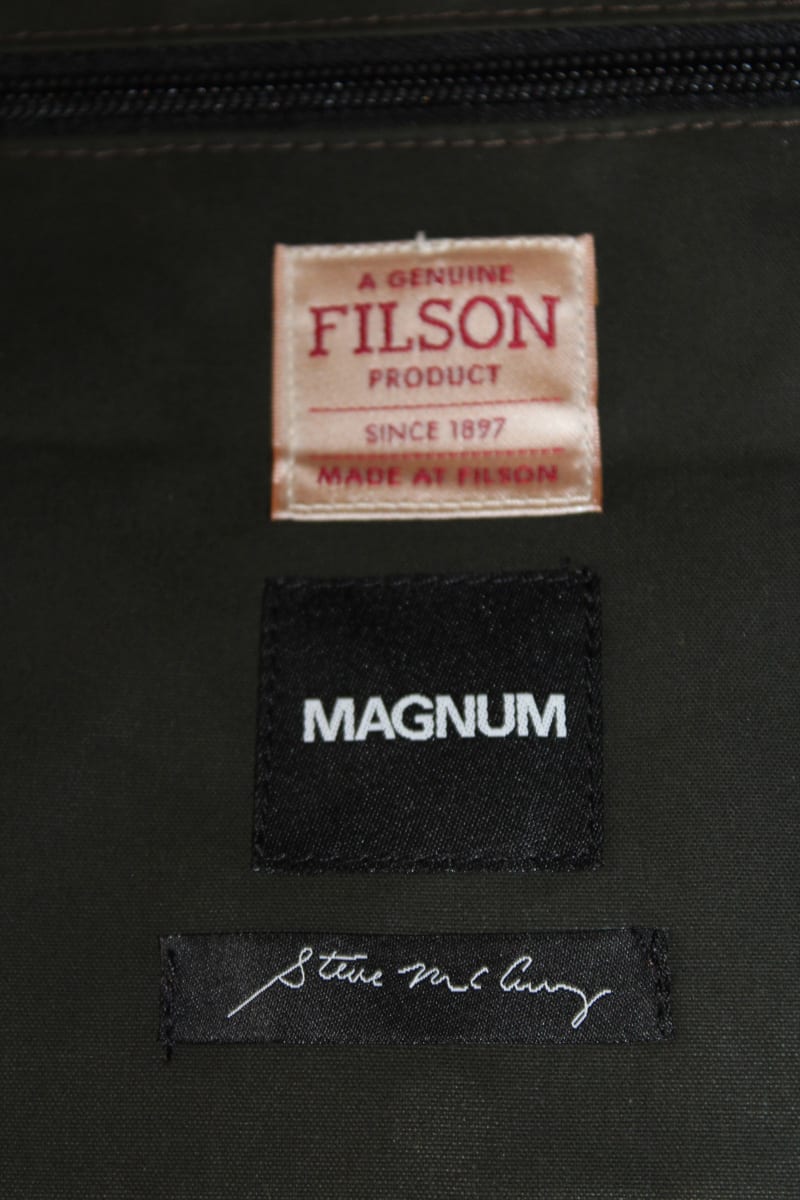 A GENUINE
FILSON
PRODUCT
SINCE 1897
MADE AT FILSON
MAGNUM
Steve McCurry